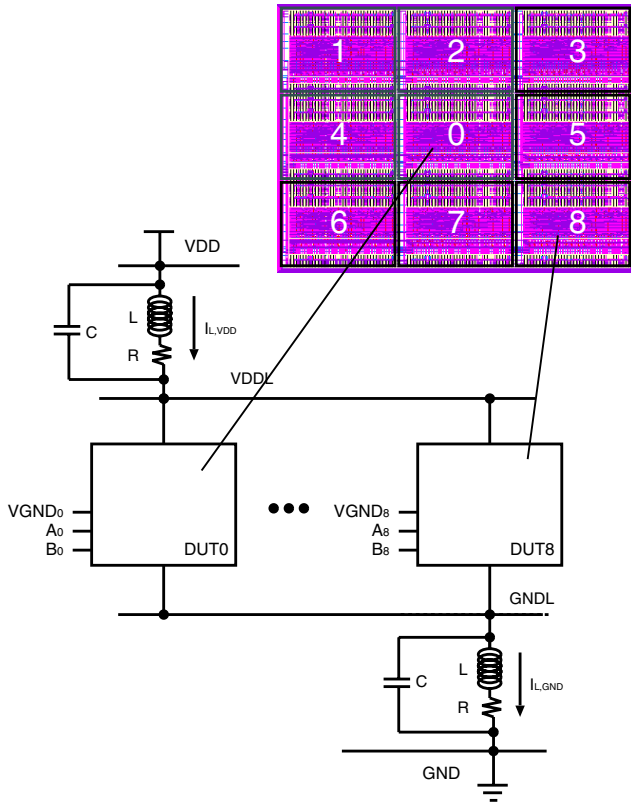 1 2 3
4 0 5
6 7 8
VDD
L
C
R
I_L,VDD
VDDL
VGND0
A0
B0
DUT0
VGND8
A8
B8
DUT8
GNDL
L
C
R
I_L,GND
GND